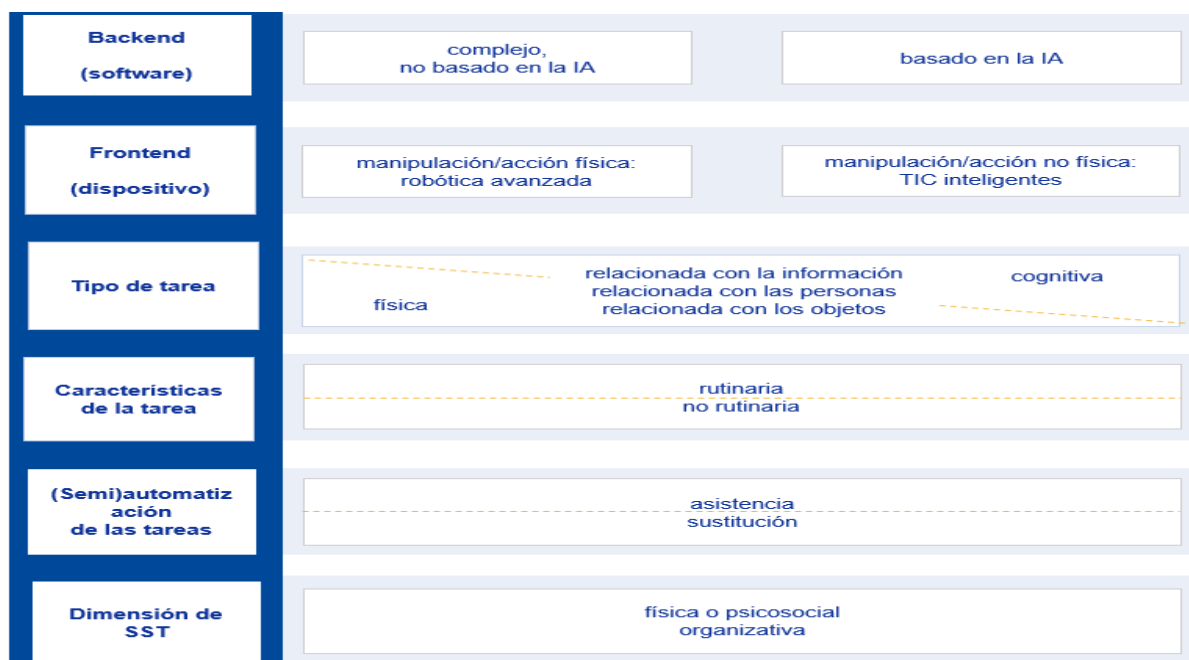 Backend
(software)
complejo,
no basado en la IA
basado en la IA
Frontend
(dispositivo)
manipulación/acción física:
robótica avanzada
manipulación/acción no física:
TIC inteligentes
Tipo de tarea
física
relacionada con la información
relacionada con las personas
relacionada con los objetos
cognitiva
Características
de la tarea
rutinaria
no rutinaria
(Semi)automatiz
ación
de las tareas
asistencia
sustitución
Dimensión de
SST
física o psicosocial
organizativa